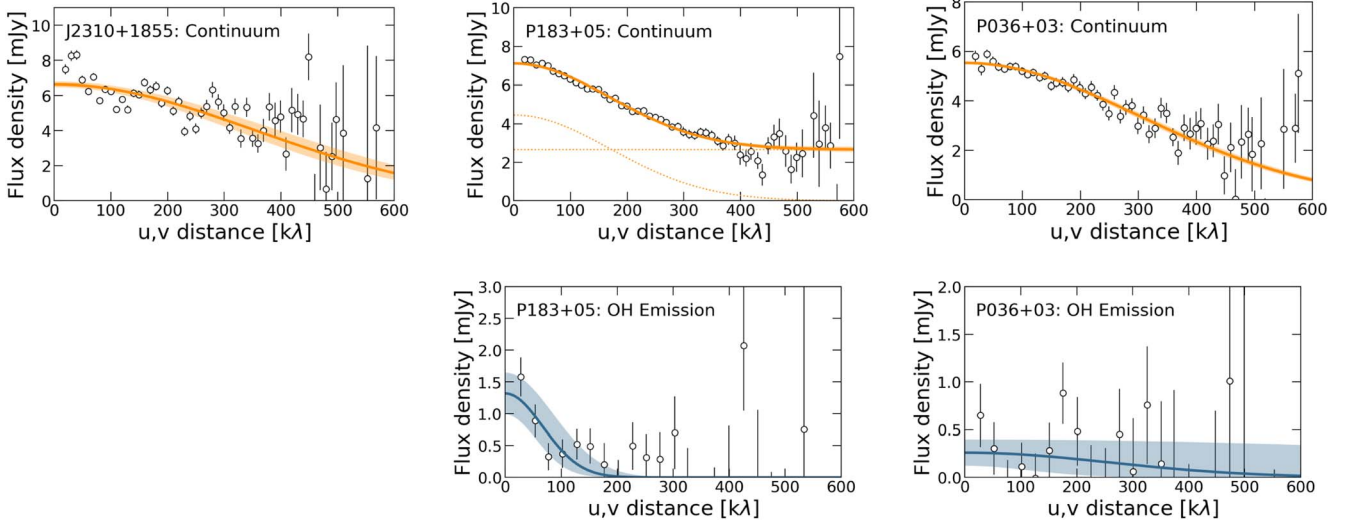 J2310+1855: Continuum
Flux density [mJy]
10
8
6
4
2
0
0 100 200 300 400 500 600
u,v distance [kλ]
P183+05: Continuum
Flux density [mJy]
10
8
6
4
2
0
0 100 200 300 400 500 600
u,v distance [kλ]
P036+03: Continuum
Flux density [mJy]
8
6
4
2
0
0 100 200 300 400 500 600
u,v distance [kλ]
P183+05: OH Emission
Flux density [mJy]
3.0
2.5
2.0
1.5
1.0
0.5
0.0
0 100 200 300 400 500 600
u,v distance [kλ]
P036+03: OH Emission
Flux density [mJy]
2.0
1.5
1.0
0.5
0.0
0 100 200 300 400 500 600
u,v distance [kλ]